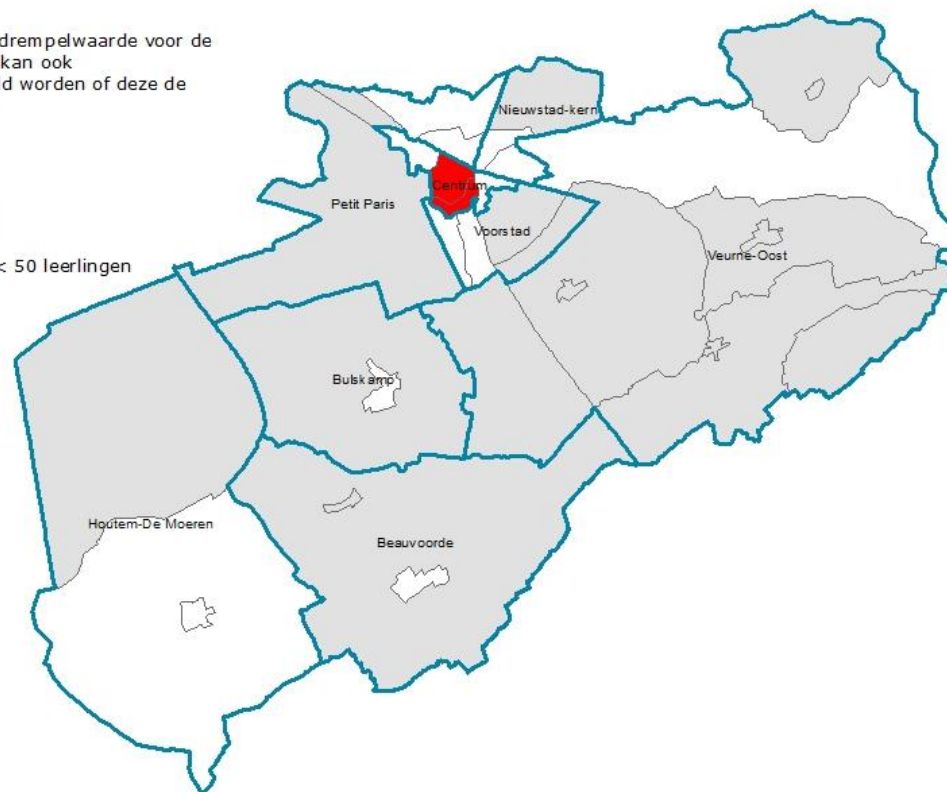 drempelwaarde voor de
kan ook
ld worden of deze de
< 50 leerlingen
Nieuwstad-kern
Centrum
Petit Paris
Voorstad
Veurne-Oost
Bulskamp
Houtem-De Moeren
Beauvoorde